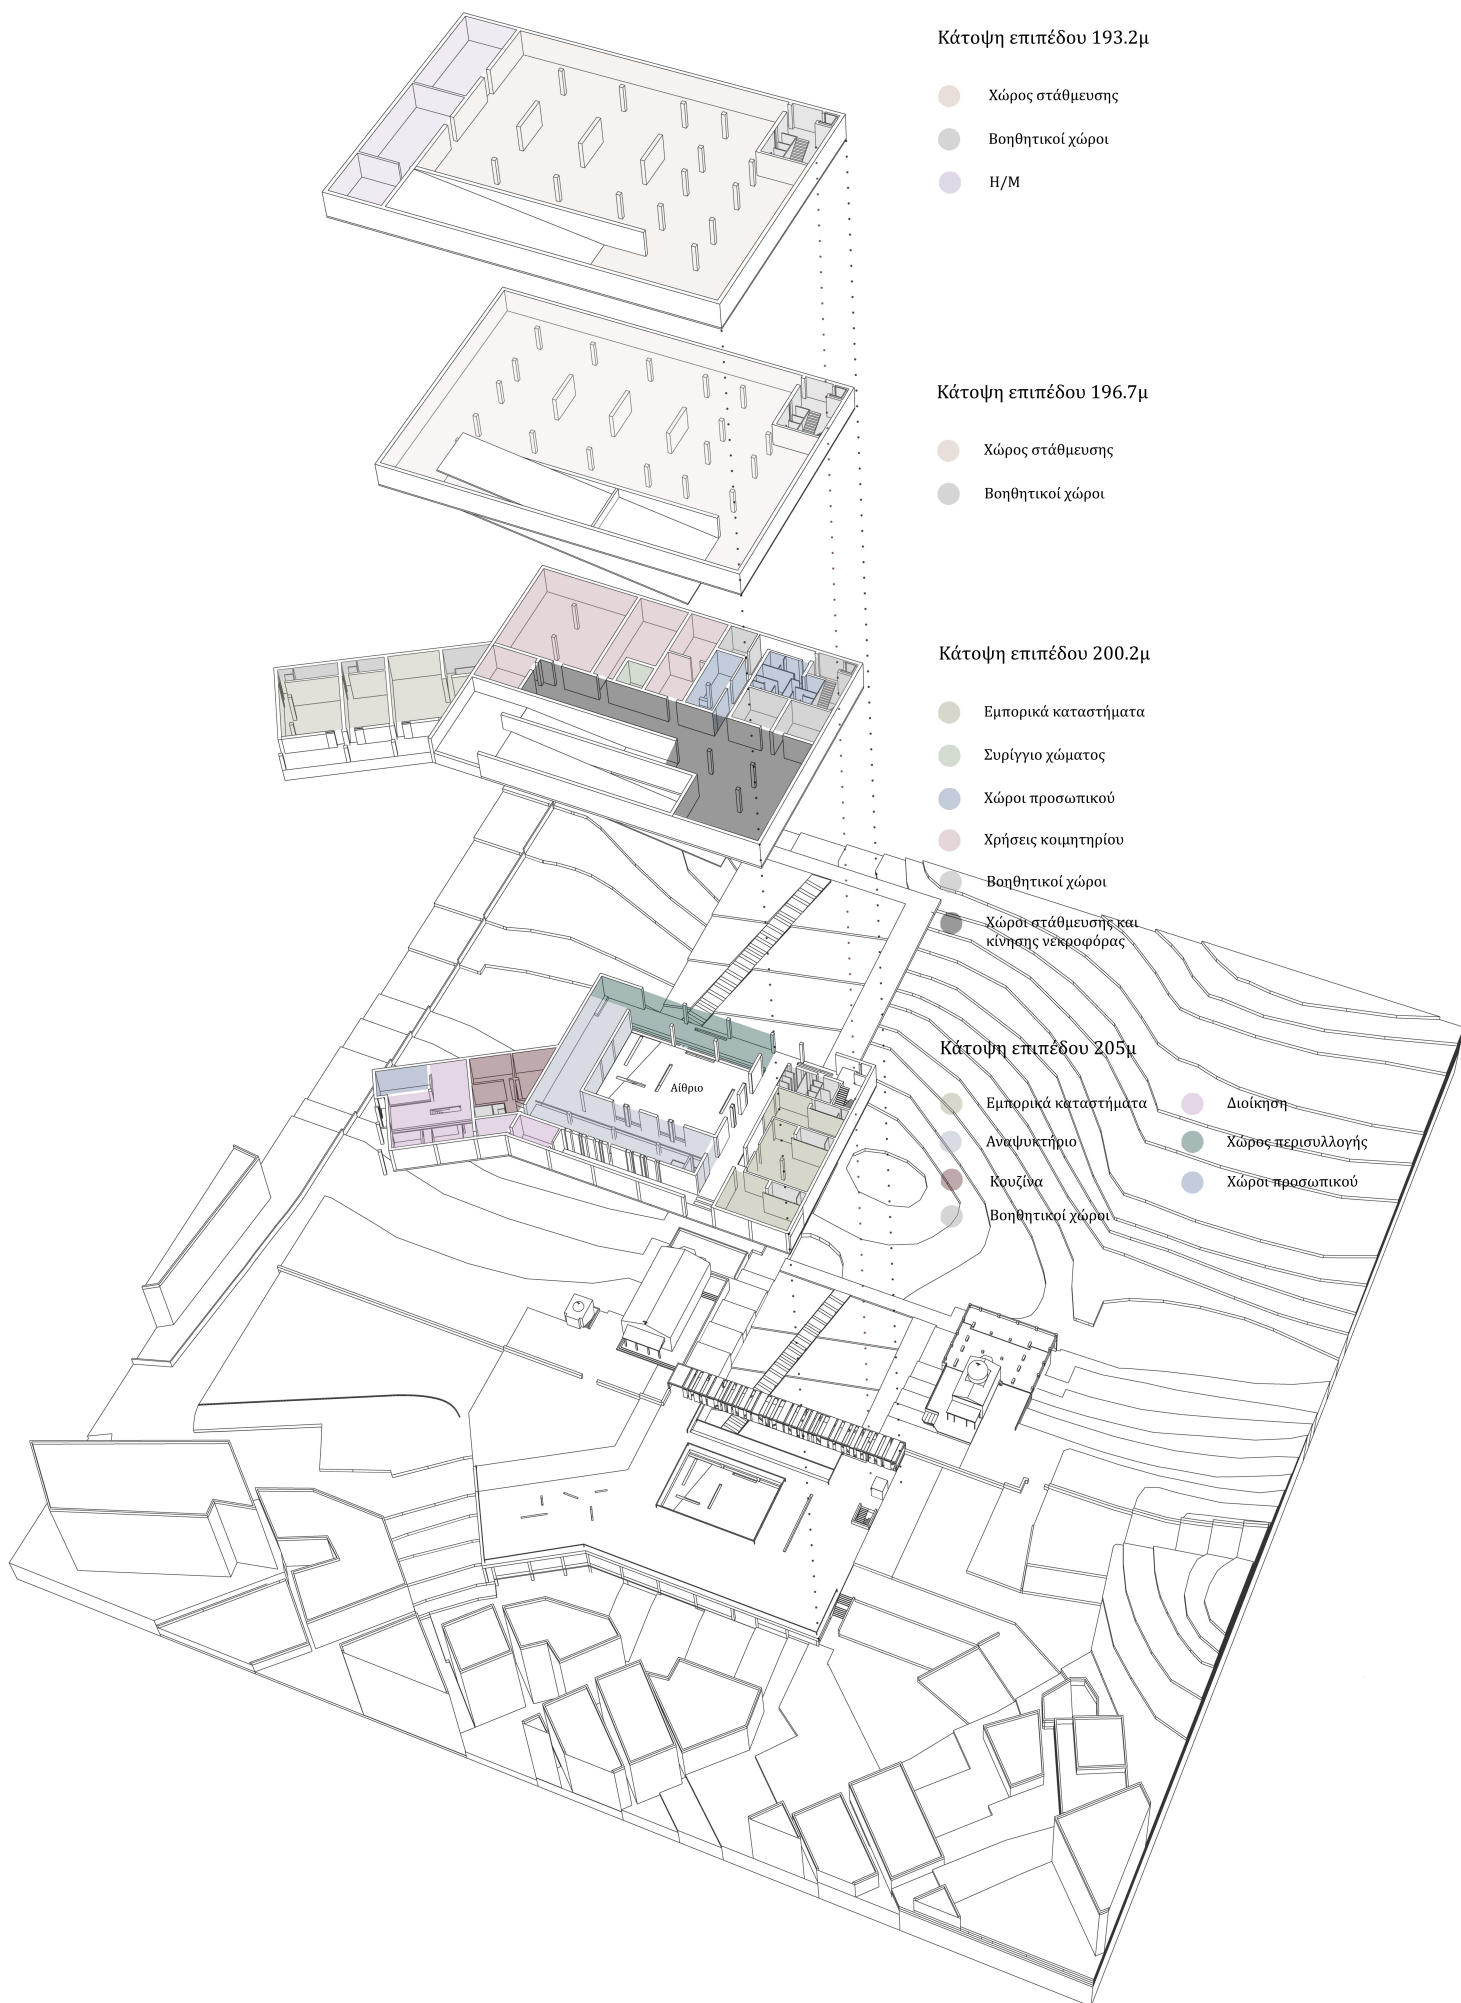 Κάτοψη επιπέδου 193.2μ
Χώρος στάθμευσης
Βοηθητικοί χώροι
Η/Μ
Κάτοψη επιπέδου 196.7μ
Χώρος στάθμευσης
Βοηθητικοί χώροι
Κάτοψη επιπέδου 200.2μ
Εμπορικά καταστήματα
Συρίγγιο χώματος
Χώροι προσωπικού
Χρήσεις κοιμητηρίου
Βοηθητικοί χώροι
Χώροι στάθμευσης και
κίνησης νεκροφόρας
Αίθριο
Κάτοψη επιπέδου 205μ
Εμπορικά καταστήματα
Αναψυκτήριο
Κουζίνα
Βοηθητικοί χώροι
Διοίκηση
Χώρος περισυλλογής
Χώροι προσωπικού